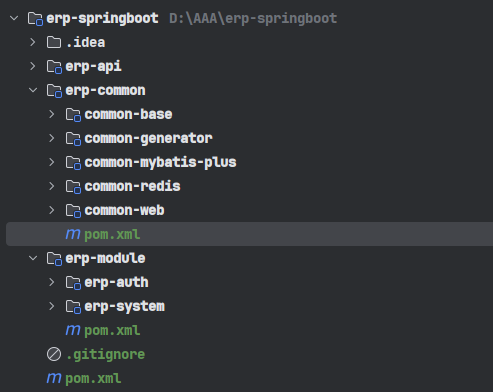 erp-springboot D:\AAA\erp-springboot
.idea
erp-api
erp-common
common-base
common-generator
common-mybatis-plus
common-redis
common-web
m pom.xml
erp-module
erp-auth
erp-system
m pom.xml
.gitignore
m pom.xml